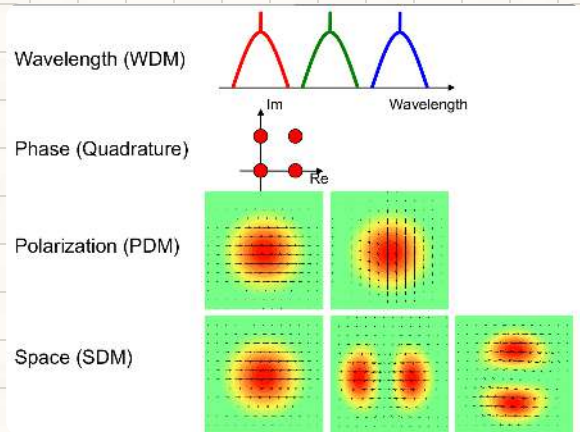 Wavelength (WDM)
Wavelength
Im
Phase (Quadrature)
Re
Polarization (PDM)
Space (SDM)